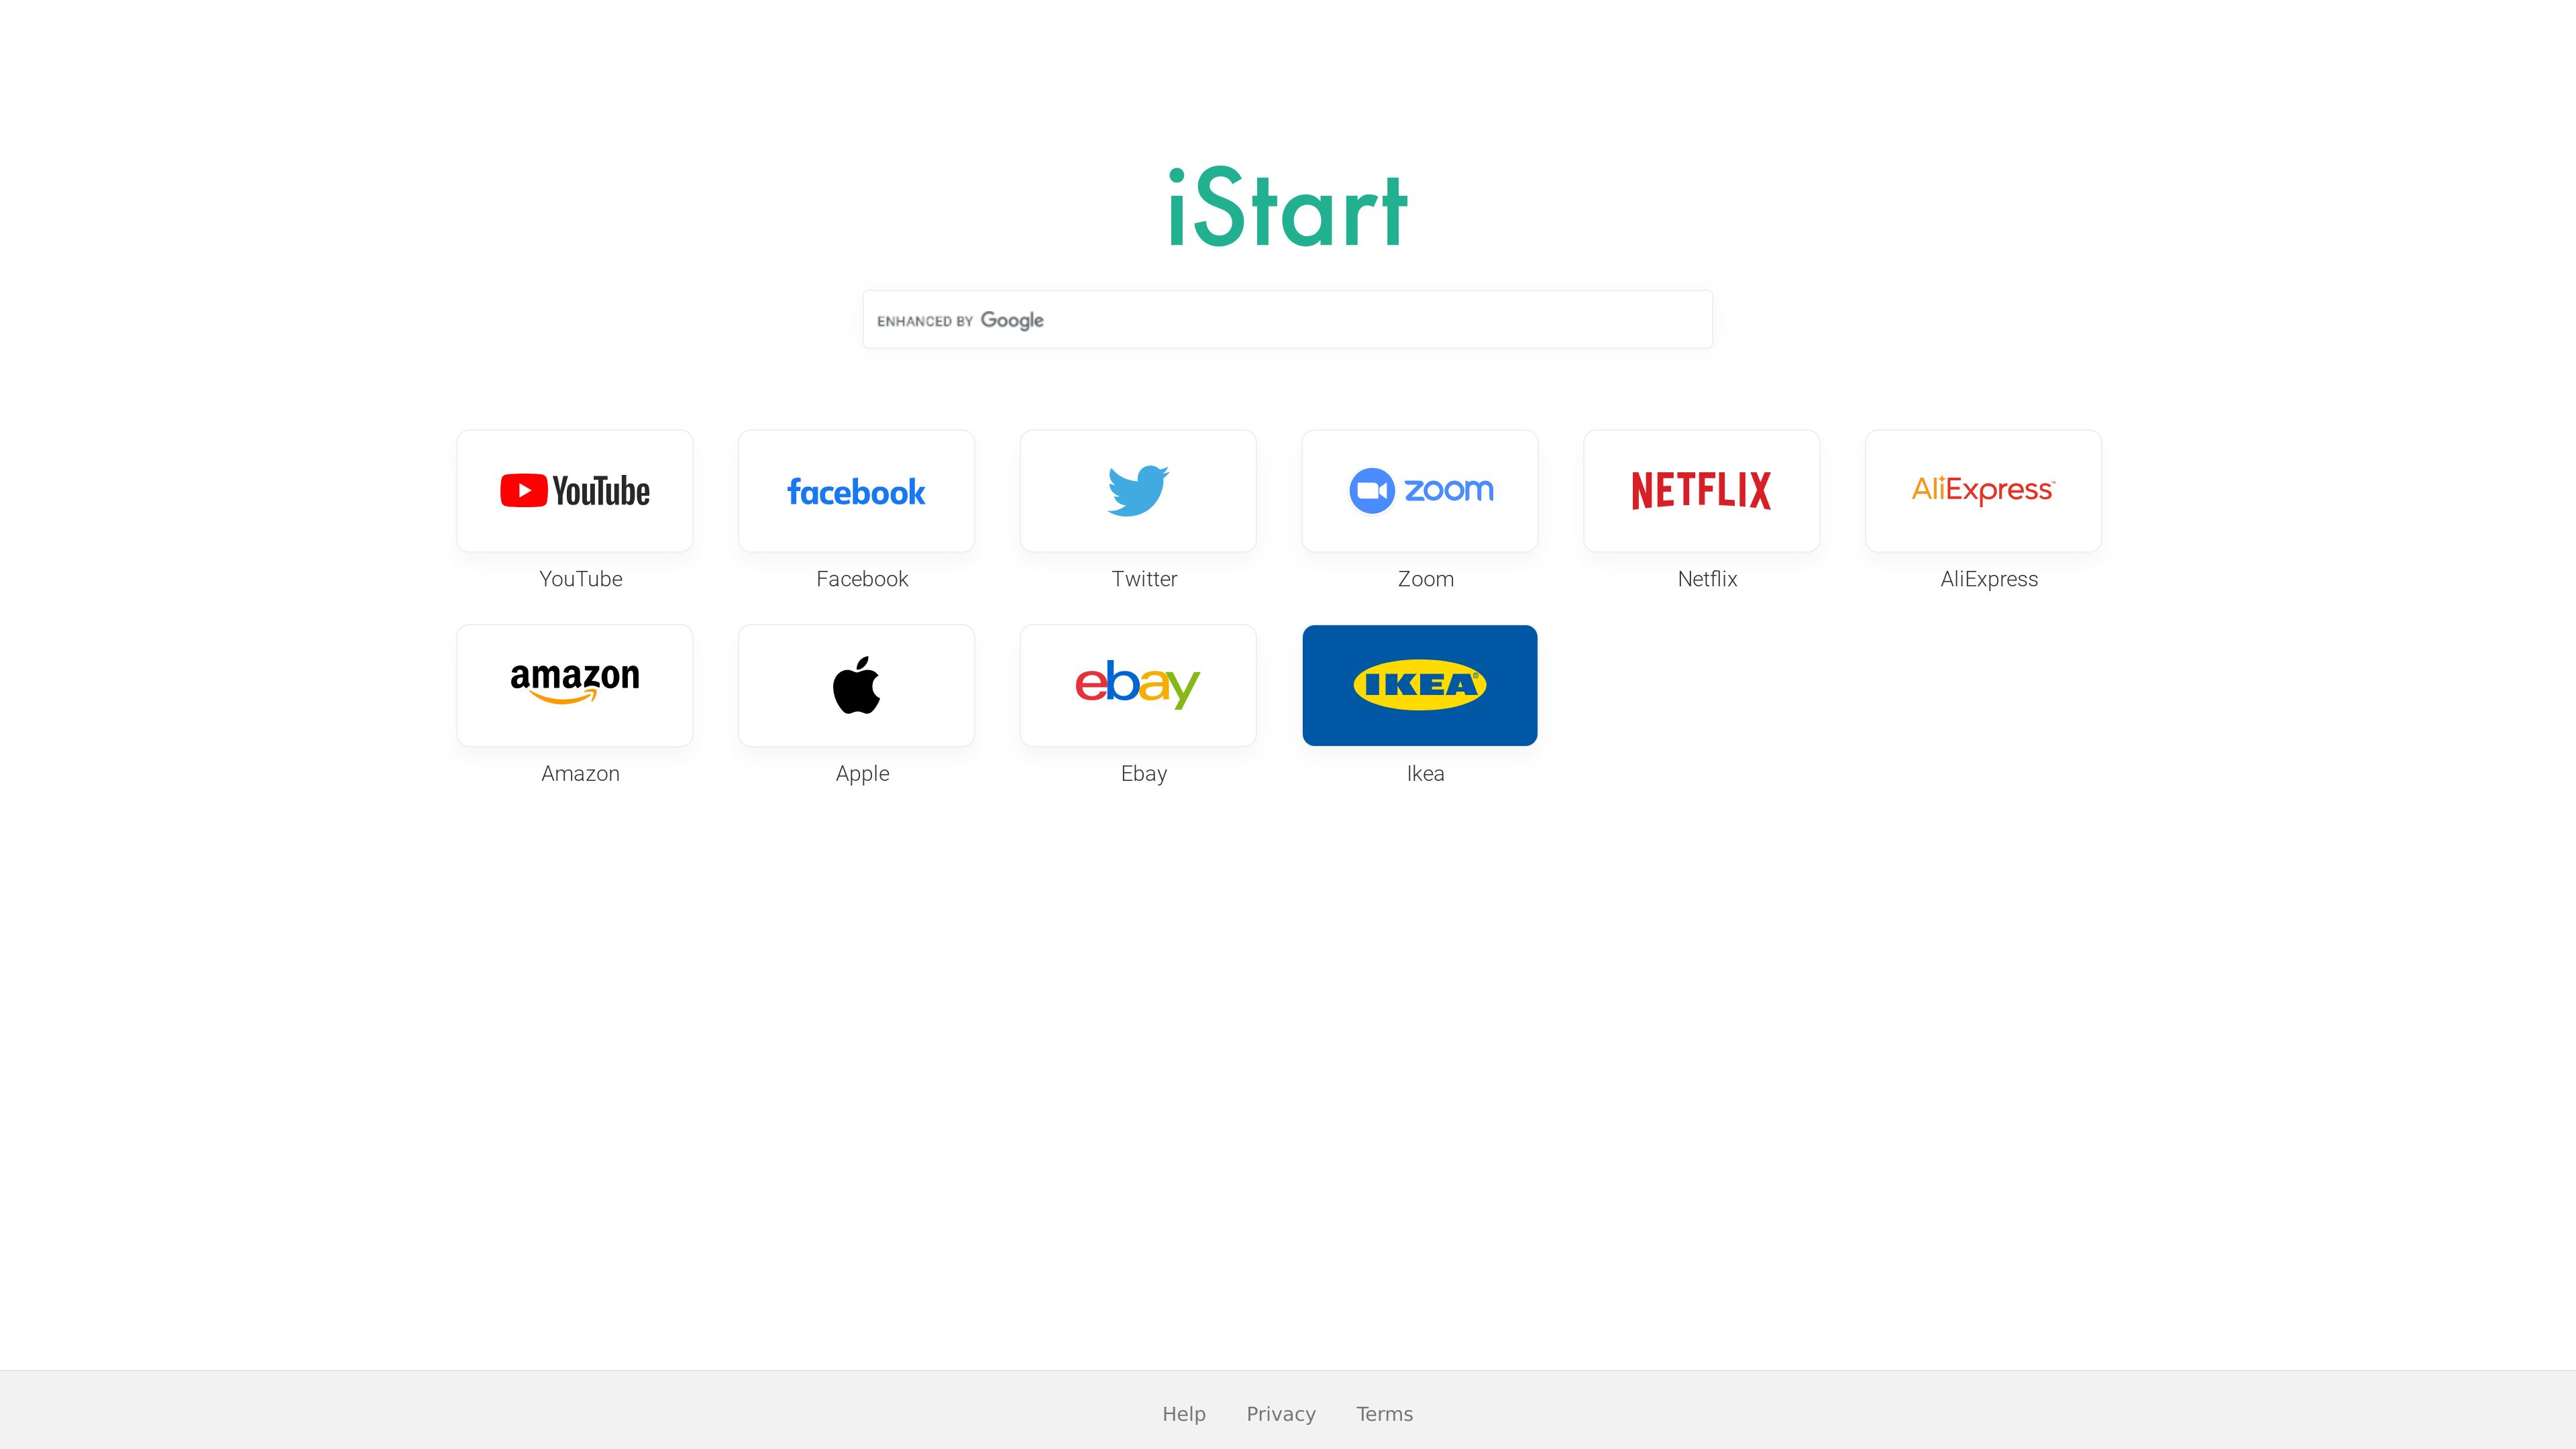 iStart
ENHANCED BY Google
YouTube facebook zoom NETFLIX AliExpress™
YouTube Facebook Twitter Zoom Netflix AliExpress
amazon ebay IKEA®
Amazon Apple Ebay Ikea
Help Privacy Terms